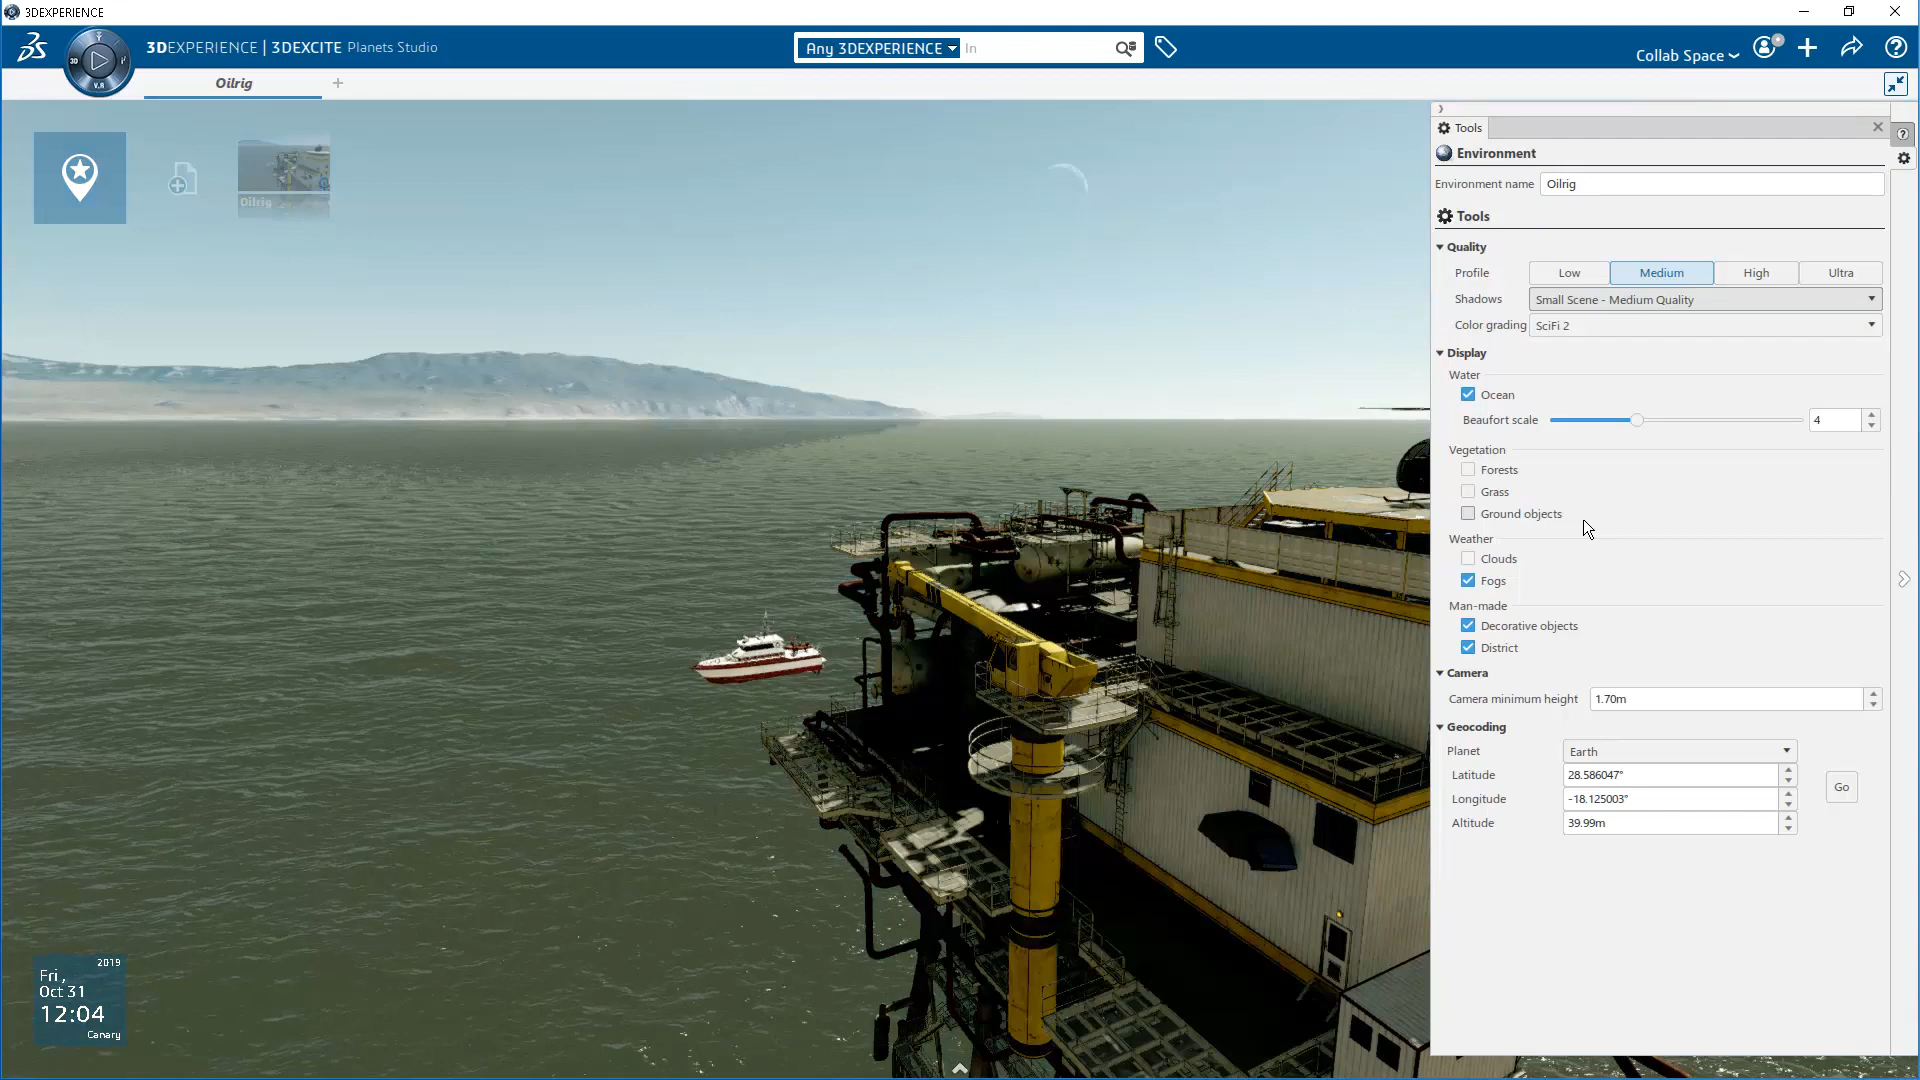 3DEXPERIENCE
3DEXPERIENCE | 3DEXCITE Planets Studio
Any 3DEXPERIENCE In
Collab Space
3D
V.R
Oilrig
Oilrig
2019
Fri,
Oct 31
12:04
Canary
Tools
Environment
Environment name Oilrig
Tools
Quality
Profile Low Medium High Ultra
Shadows Small Scene - Medium Quality
Color grading SciFi 2
Display
Water
Ocean
Beaufort scale 4
Vegetation
Forests
Grass
Ground objects
Weather
Clouds
Fogs
Man-made
Decorative objects
District
Camera
Camera minimum height 1.70m
Geocoding
Planet Earth
Latitude 28.586047°
Longitude -18.125003°
Go
Altitude 39.99m